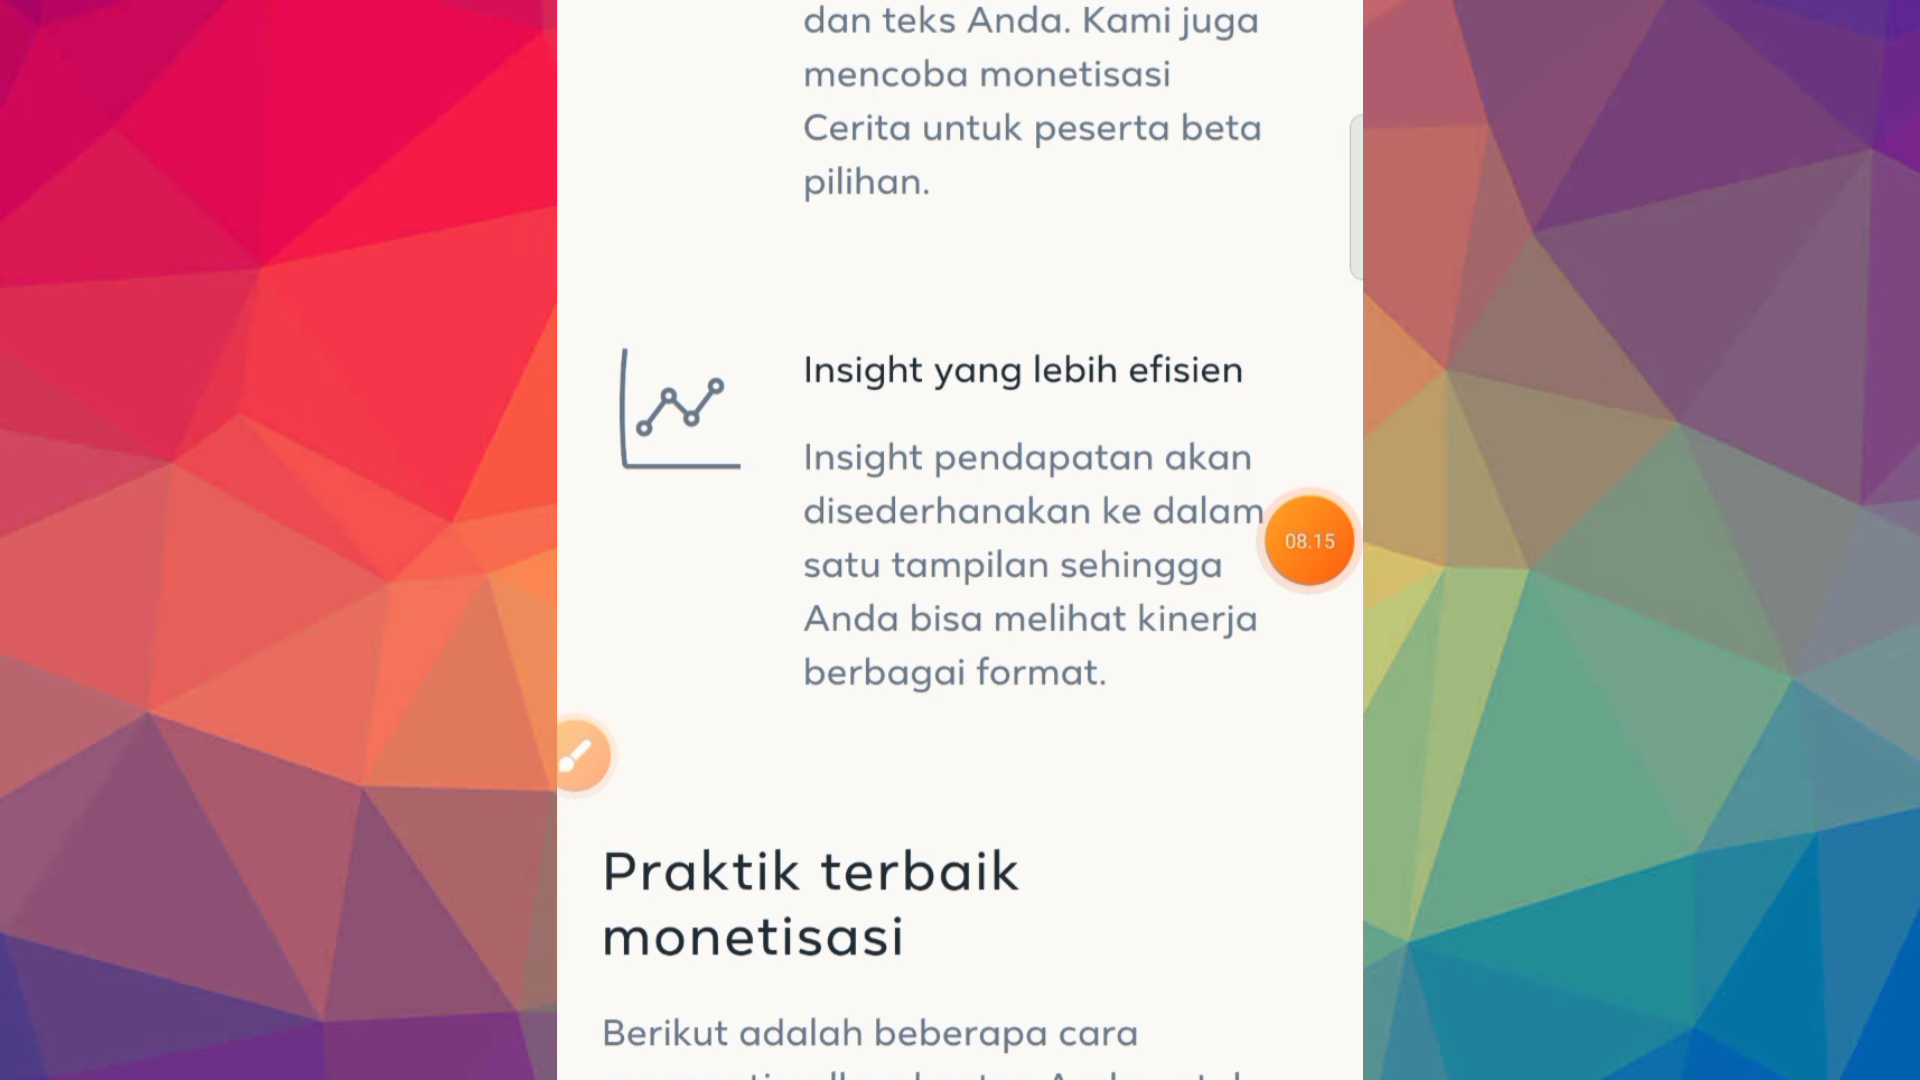 dan teks Anda. Kami juga
mencoba monetisasi
Cerita untuk peserta beta
pilihan.
Insight yang lebih efisien
Insight pendapatan akan
disederhanakan ke dalam
satu tampilan sehingga
Anda bisa melihat kinerja
berbagai format.
08.15
Praktik terbaik
monetisasi
Berikut adalah beberapa cara